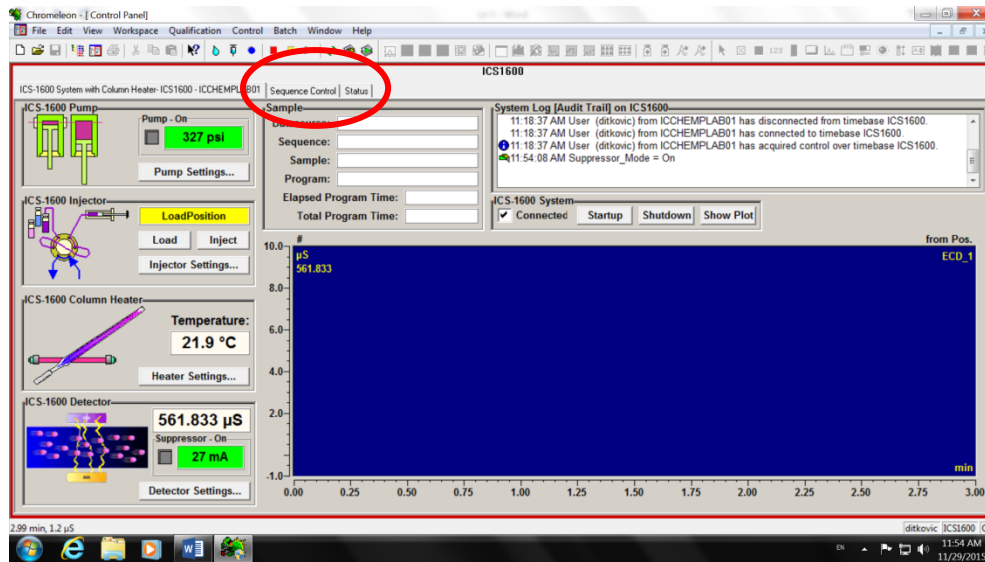 Chromeleon - [ Control Panel]
File Edit View Workspace Qualification Control Batch Window Help
ICS1600
ICS-1600 System with Column Heater- ICS1600 - ICCHEMPLAB01 Sequence Control Status
ICS-1600 Pump
Pump - On
327 psi
Pump Settings...
ICS-1600 Injector
LoadPosition
Load Inject
Injector Settings...
ICS-1600 Column Heater
Temperature:
21.9 °C
Heater Settings...
ICS-1600 Detector
561.833 µS
Suppressor - On
27 mA
Detector Settings...
Sample
Sequence:
Sample:
Program:
Elapsed Program Time:
Total Program Time:
System Log [Audit Trail] on ICS1600
11:18:37 AM User (ditkovic) from ICCHEMPLAB01 has disconnected from timebase ICS1600.
11:18:37 AM User (ditkovic) from ICCHEMPLAB01 has connected to timebase ICS1600.
11:18:37 AM User (ditkovic) from ICCHEMPLAB01 has acquired control over timebase ICS1600.
11:54:08 AM Suppressor_Mode = On
ICS-1600 System
Connected Startup Shutdown Show Plot
# from Pos.
10.0
µS ECD_1
561.833
8.0
6.0
4.0
2.0
-1.0
min
0.00 0.25 0.50 0.75 1.00 1.25 1.50 1.75 2.00 2.25 2.50 2.75 3.00
2.99 min, 1.2 µS ditkovic ICS1600
EN 11:54 AM
11/29/2015